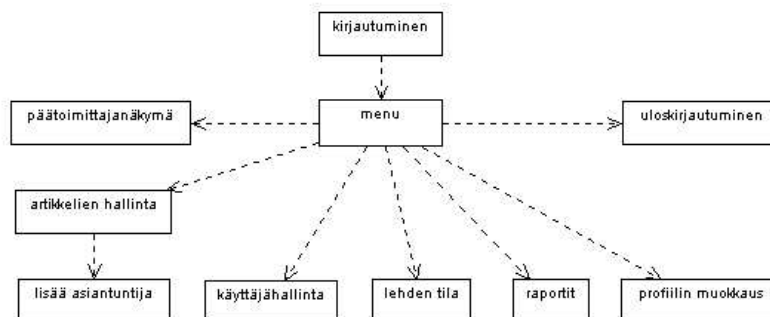 kirjautuminen
päätoimittajanäkymä
menu
uloskirjautuminen
artikkelien hallinta
lisää asiantuntija
käyttäjähallinta
lehden tila
raportit
profiilin muokkaus